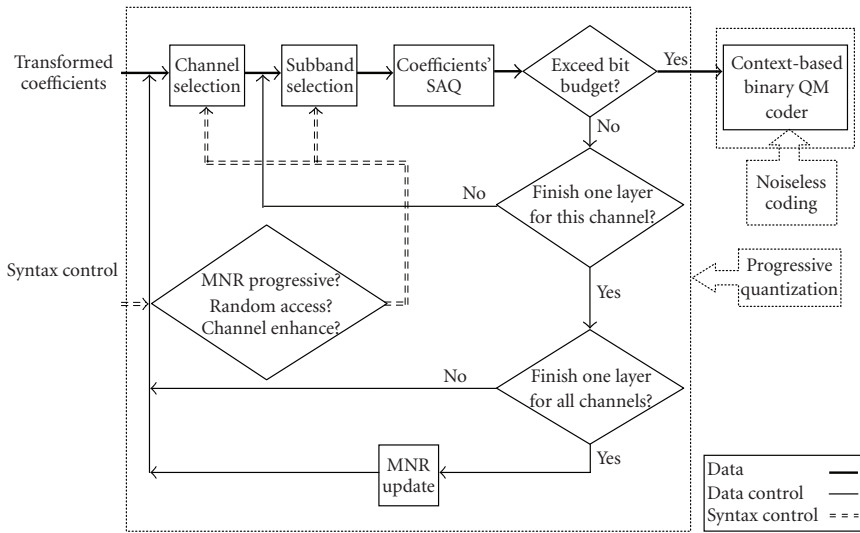 Transformed
coefficients
Channel
selection
Subband
selection
Coefficients'
SAQ
Exceed bit
budget?
Yes
Context-based
binary QM
coder
No
Noiseless
coding
Finish one layer
for this channel?
No
Syntax control
MNR progressive?
Random access?
Channel enhance?
Progressive
quantization
Yes
Finish one layer
for all channels?
No
Yes
MNR
update
Data
Data control
Syntax control